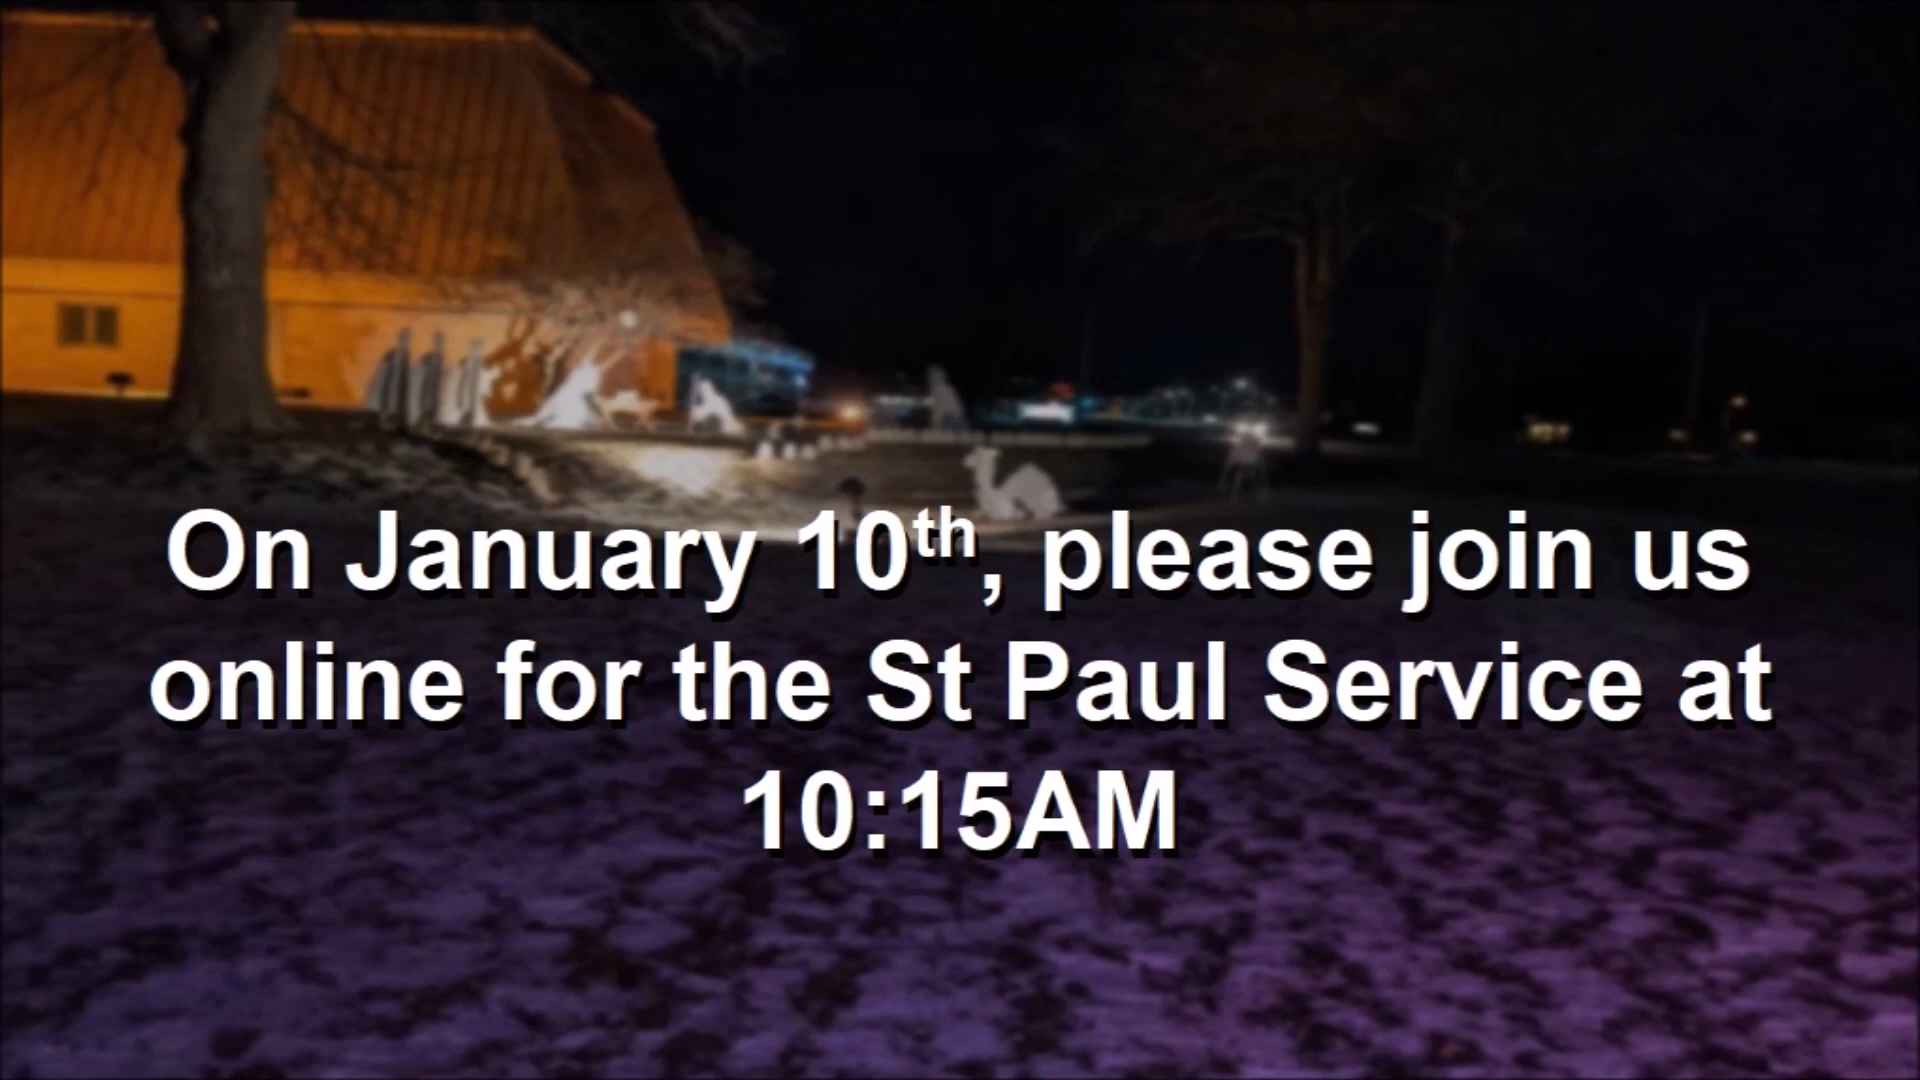 On January 10th, please join us
online for the St Paul Service at
10:15AM